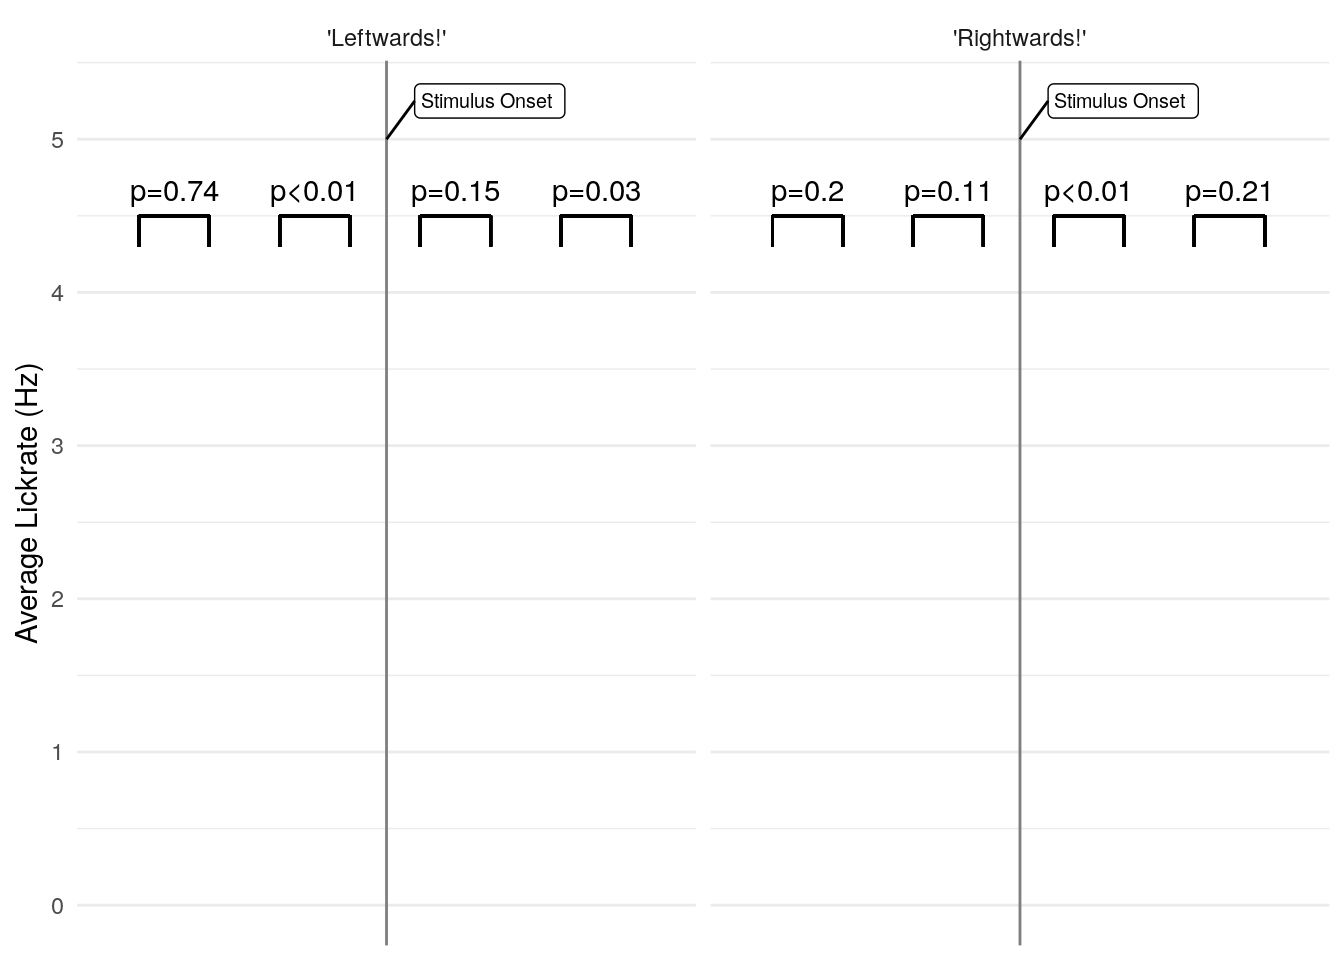 'Leftwards!'
'Rightwards!'
Stimulus Onset
Stimulus Onset
p=0.74
p<0.01
p=0.15
p=0.03
p=0.2
p=0.11
p<0.01
p=0.21
Average Lickrate (Hz)
5
4
3
2
1
0